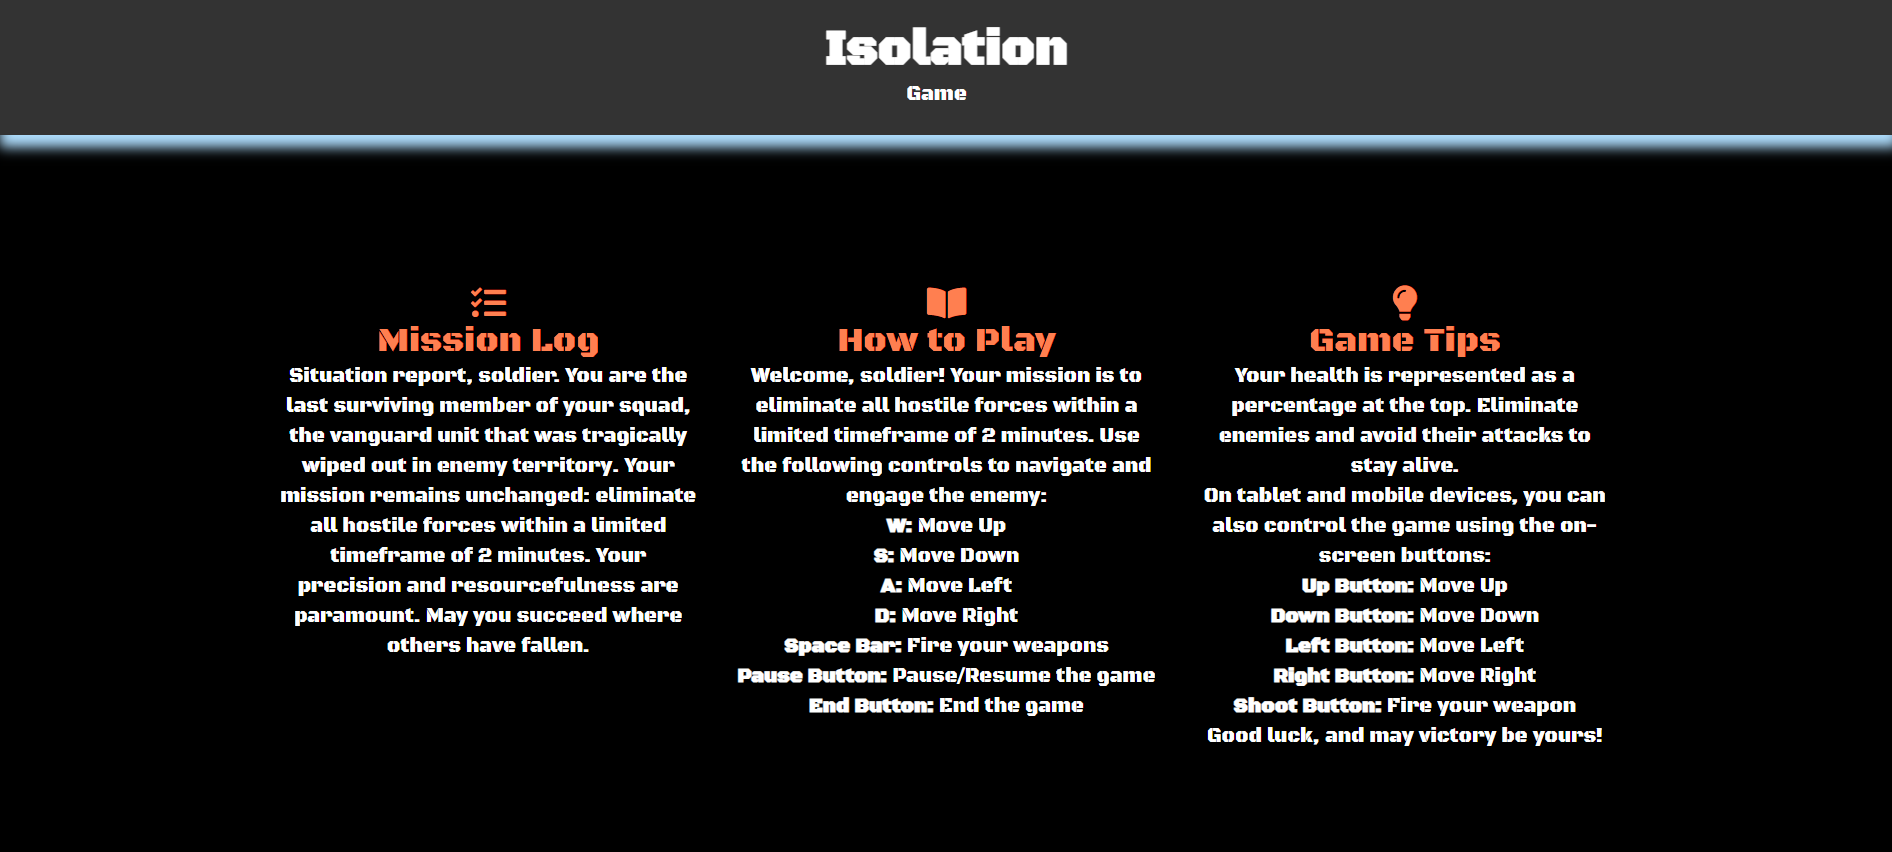 Isolation
Game
Mission Log
Situation report, soldier. You are the
last surviving member of your squad,
the vanguard unit that was tragically
wiped out in enemy territory. Your
mission remains unchanged: eliminate
all hostile forces within a limited
timeframe of 2 minutes. Your
precision and resourcefulness are
paramount. May you succeed where
others have fallen.
How to Play
Welcome, soldier! Your mission is to
eliminate all hostile forces within a
limited timeframe of 2 minutes. Use
the following controls to navigate and
engage the enemy:
W: Move Up
S: Move Down
A: Move Left
D: Move Right
Space Bar: Fire your weapons
Pause Button: Pause/Resume the game
End Button: End the game
Game Tips
Your health is represented as a
percentage at the top. Eliminate
enemies and avoid their attacks to
stay alive.
On tablet and mobile devices, you can
also control the game using the on-
screen buttons:
Up Button: Move Up
Down Button: Move Down
Left Button: Move Left
Right Button: Move Right
Shoot Button: Fire your weapon
Good luck, and may victory be yours!